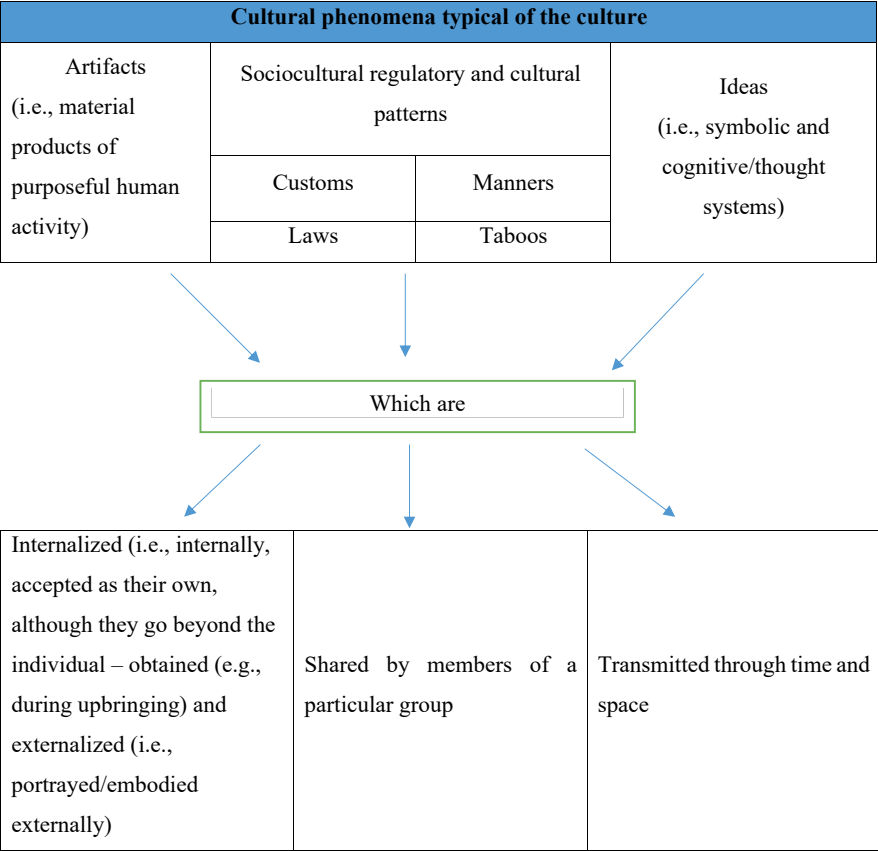 Cultural phenomena typical of the culture
Artifacts
(i.e., material
products of
purposeful human
activity)
Sociocultural regulatory and cultural
patterns
Customs
Manners
Laws
Taboos
Ideas
(i.e., symbolic and
cognitive/thought
systems)
Which are
Internalized (i.e., internally,
accepted as their own,
although they go beyond the
individual – obtained (e.g.,
during upbringing) and
externalized (i.e.,
portrayed/embodied
externally)
Shared by members of a
particular group
Transmitted through time and
space